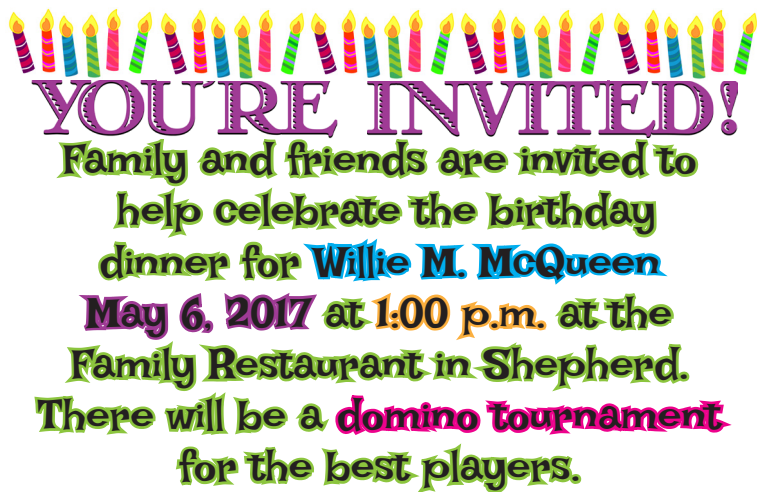 YOU'RE INVITED!
Family and friends are invited to
help celebrate the birthday
dinner for Willie M. McQueen
May 6, 2017 at 1:00 p.m. at the
Family Restaurant in Shepherd.
There will be a domino tournament
for the best players.